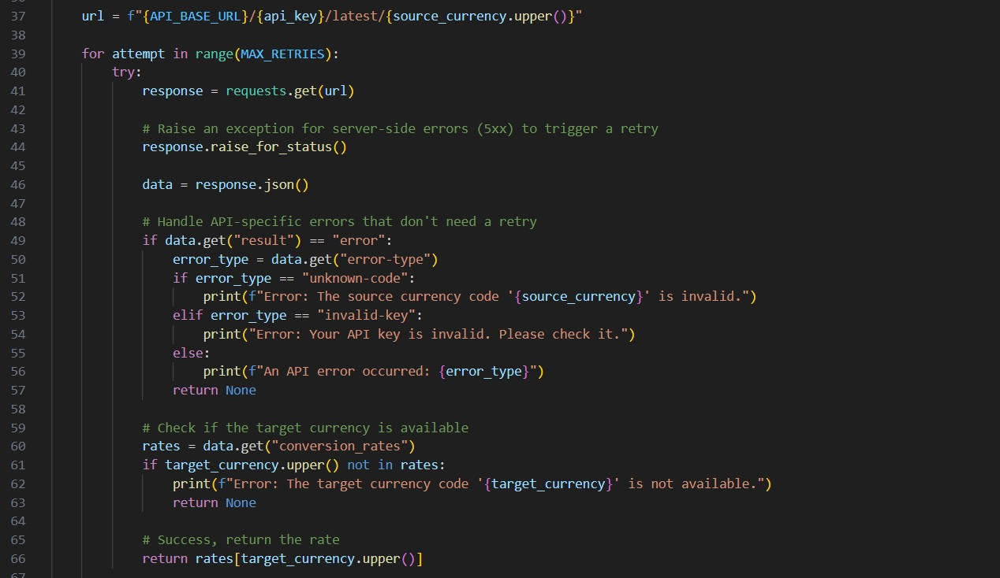 37 url = f"{API_BASE_URL}/{api_key}/latest/{source_currency.upper()}"
38
39 for attempt in range(MAX_RETRIES):
40 try:
41 response = requests.get(url)
42
43 # Raise an exception for server-side errors (5xx) to trigger a retry
44 response.raise_for_status()
45
46 data = response.json()
47
48 # Handle API-specific errors that don't need a retry
49 if data.get("result") == "error":
50 error_type = data.get("error-type")
51 if error_type == "unknown-code":
52 print(f"Error: The source currency code '{source_currency}' is invalid.")
53 elif error_type == "invalid-key":
54 print("Error: Your API key is invalid. Please check it.")
55 else:
56 print(f"An API error occurred: {error_type}")
57 return None
58
59 # Check if the target currency is available
60 rates = data.get("conversion_rates")
61 if target_currency.upper() not in rates:
62 print(f"Error: The target currency code '{target_currency}' is not available.")
63 return None
64
65 # Success, return the rate
66 return rates[target_currency.upper()]